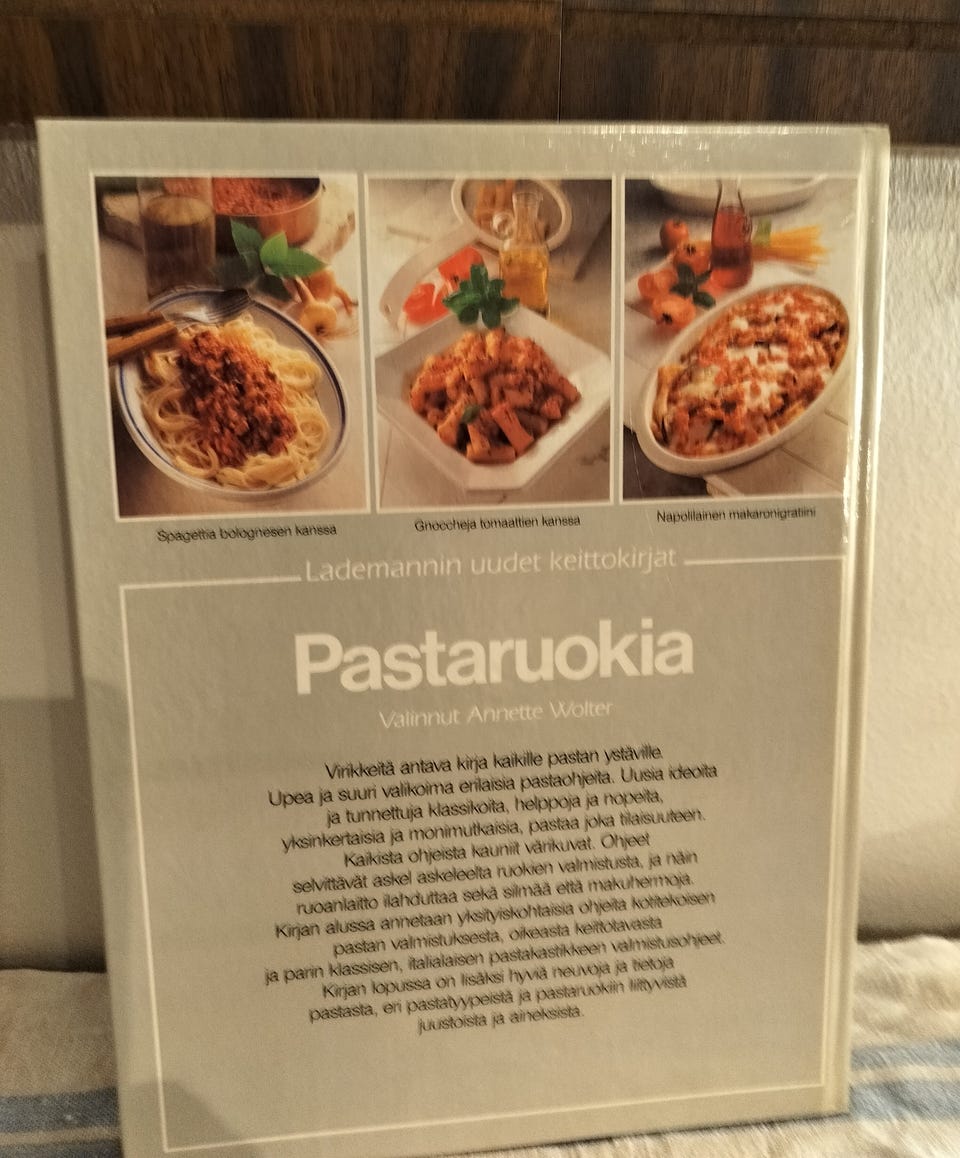 Spagettia bolognesen kanssa
Gnoccheja tomaattien kanssa
Napolilainen makaronigratiini
Lademannin uudet keittokirjat
Pastaruokia
Valinnut Annette Wolter
Virikkeitä antava kirja kaikille pastan ystäville.
Upea ja suuri valikoima erilaisia pastaohjeita. Uusia ideoita
ja tunnettuja klassikoita, helppoja ja nopeita,
yksinkertaisia ja monimutkaisia, pastaa joka tilaisuuteen.
Kaikista ohjeista kauniit värikuvat. Ohjeet
selvittävät askel askeleelta ruokien valmistusta, ja näin
ruoanlaitto ilahduttaa sekä silmää että makuhermoja.
Kirjan alussa annetaan yksityiskohtaisia ohjeita kotitekoisen
pastan valmistuksesta, oikeasta keittotavasta
ja parin klassisen, italialaisen pastakastikkeen valmistusohjeet.
Kirjan lopussa on lisäksi hyviä neuvoja ja tietoja
pastasta, eri pastatyypeistä ja pastaruokiin liittyvistä
juustoista ja aineksista.